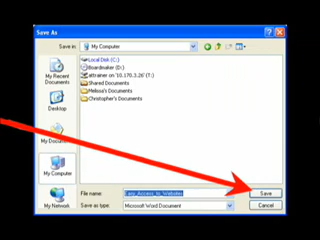 Save As
Save in:
My Computer
My Recent
Documents
Desktop
My Docum
My Computer
My Network
Local Disk (C:)
Boardmaker (D:)
attrainer on '10.170.3.26' (T:)
Shared Documents
Melissa's Documents
Christopher's Documents
File name:
Easy_Access_to_Websites
Save
Save as type:
Microsoft Word Document
Cancel